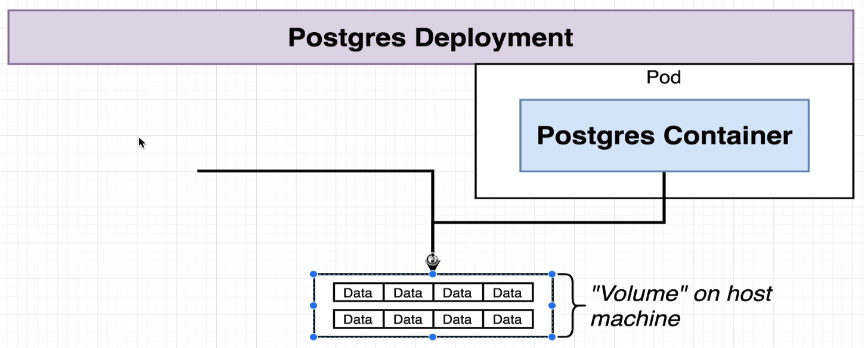 Postgres Deployment
Pod
Postgres Container
Data Data Data Data
Data Data Data Data
"Volume" on host
machine